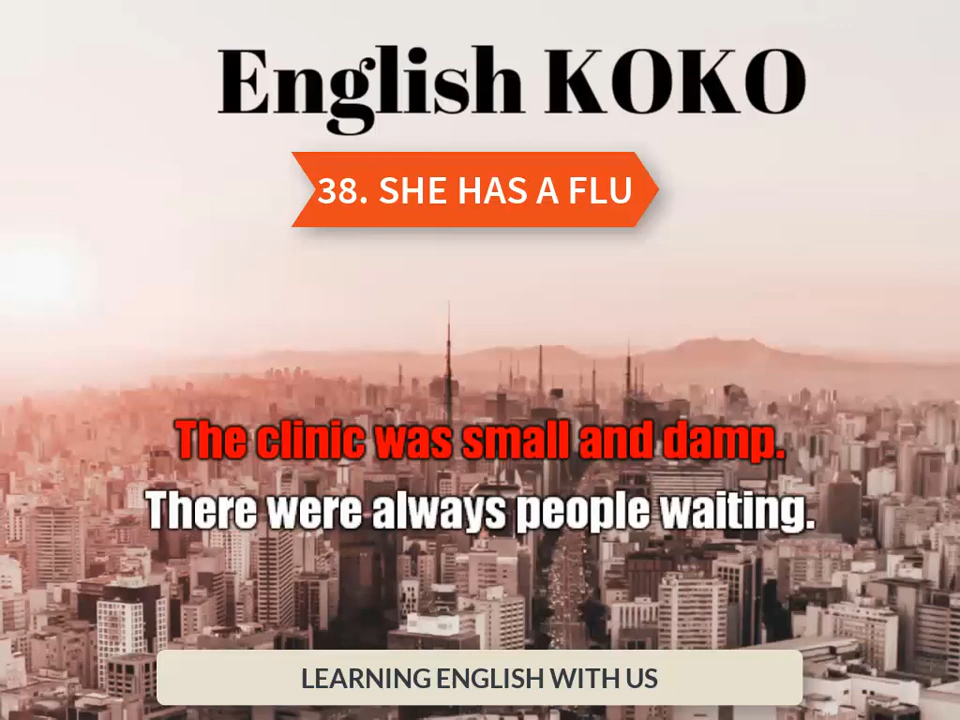 English KOKO
38. SHE HAS A FLU
The clinic was small and damp.
There were always people waiting.
LEARNING ENGLISH WITH US